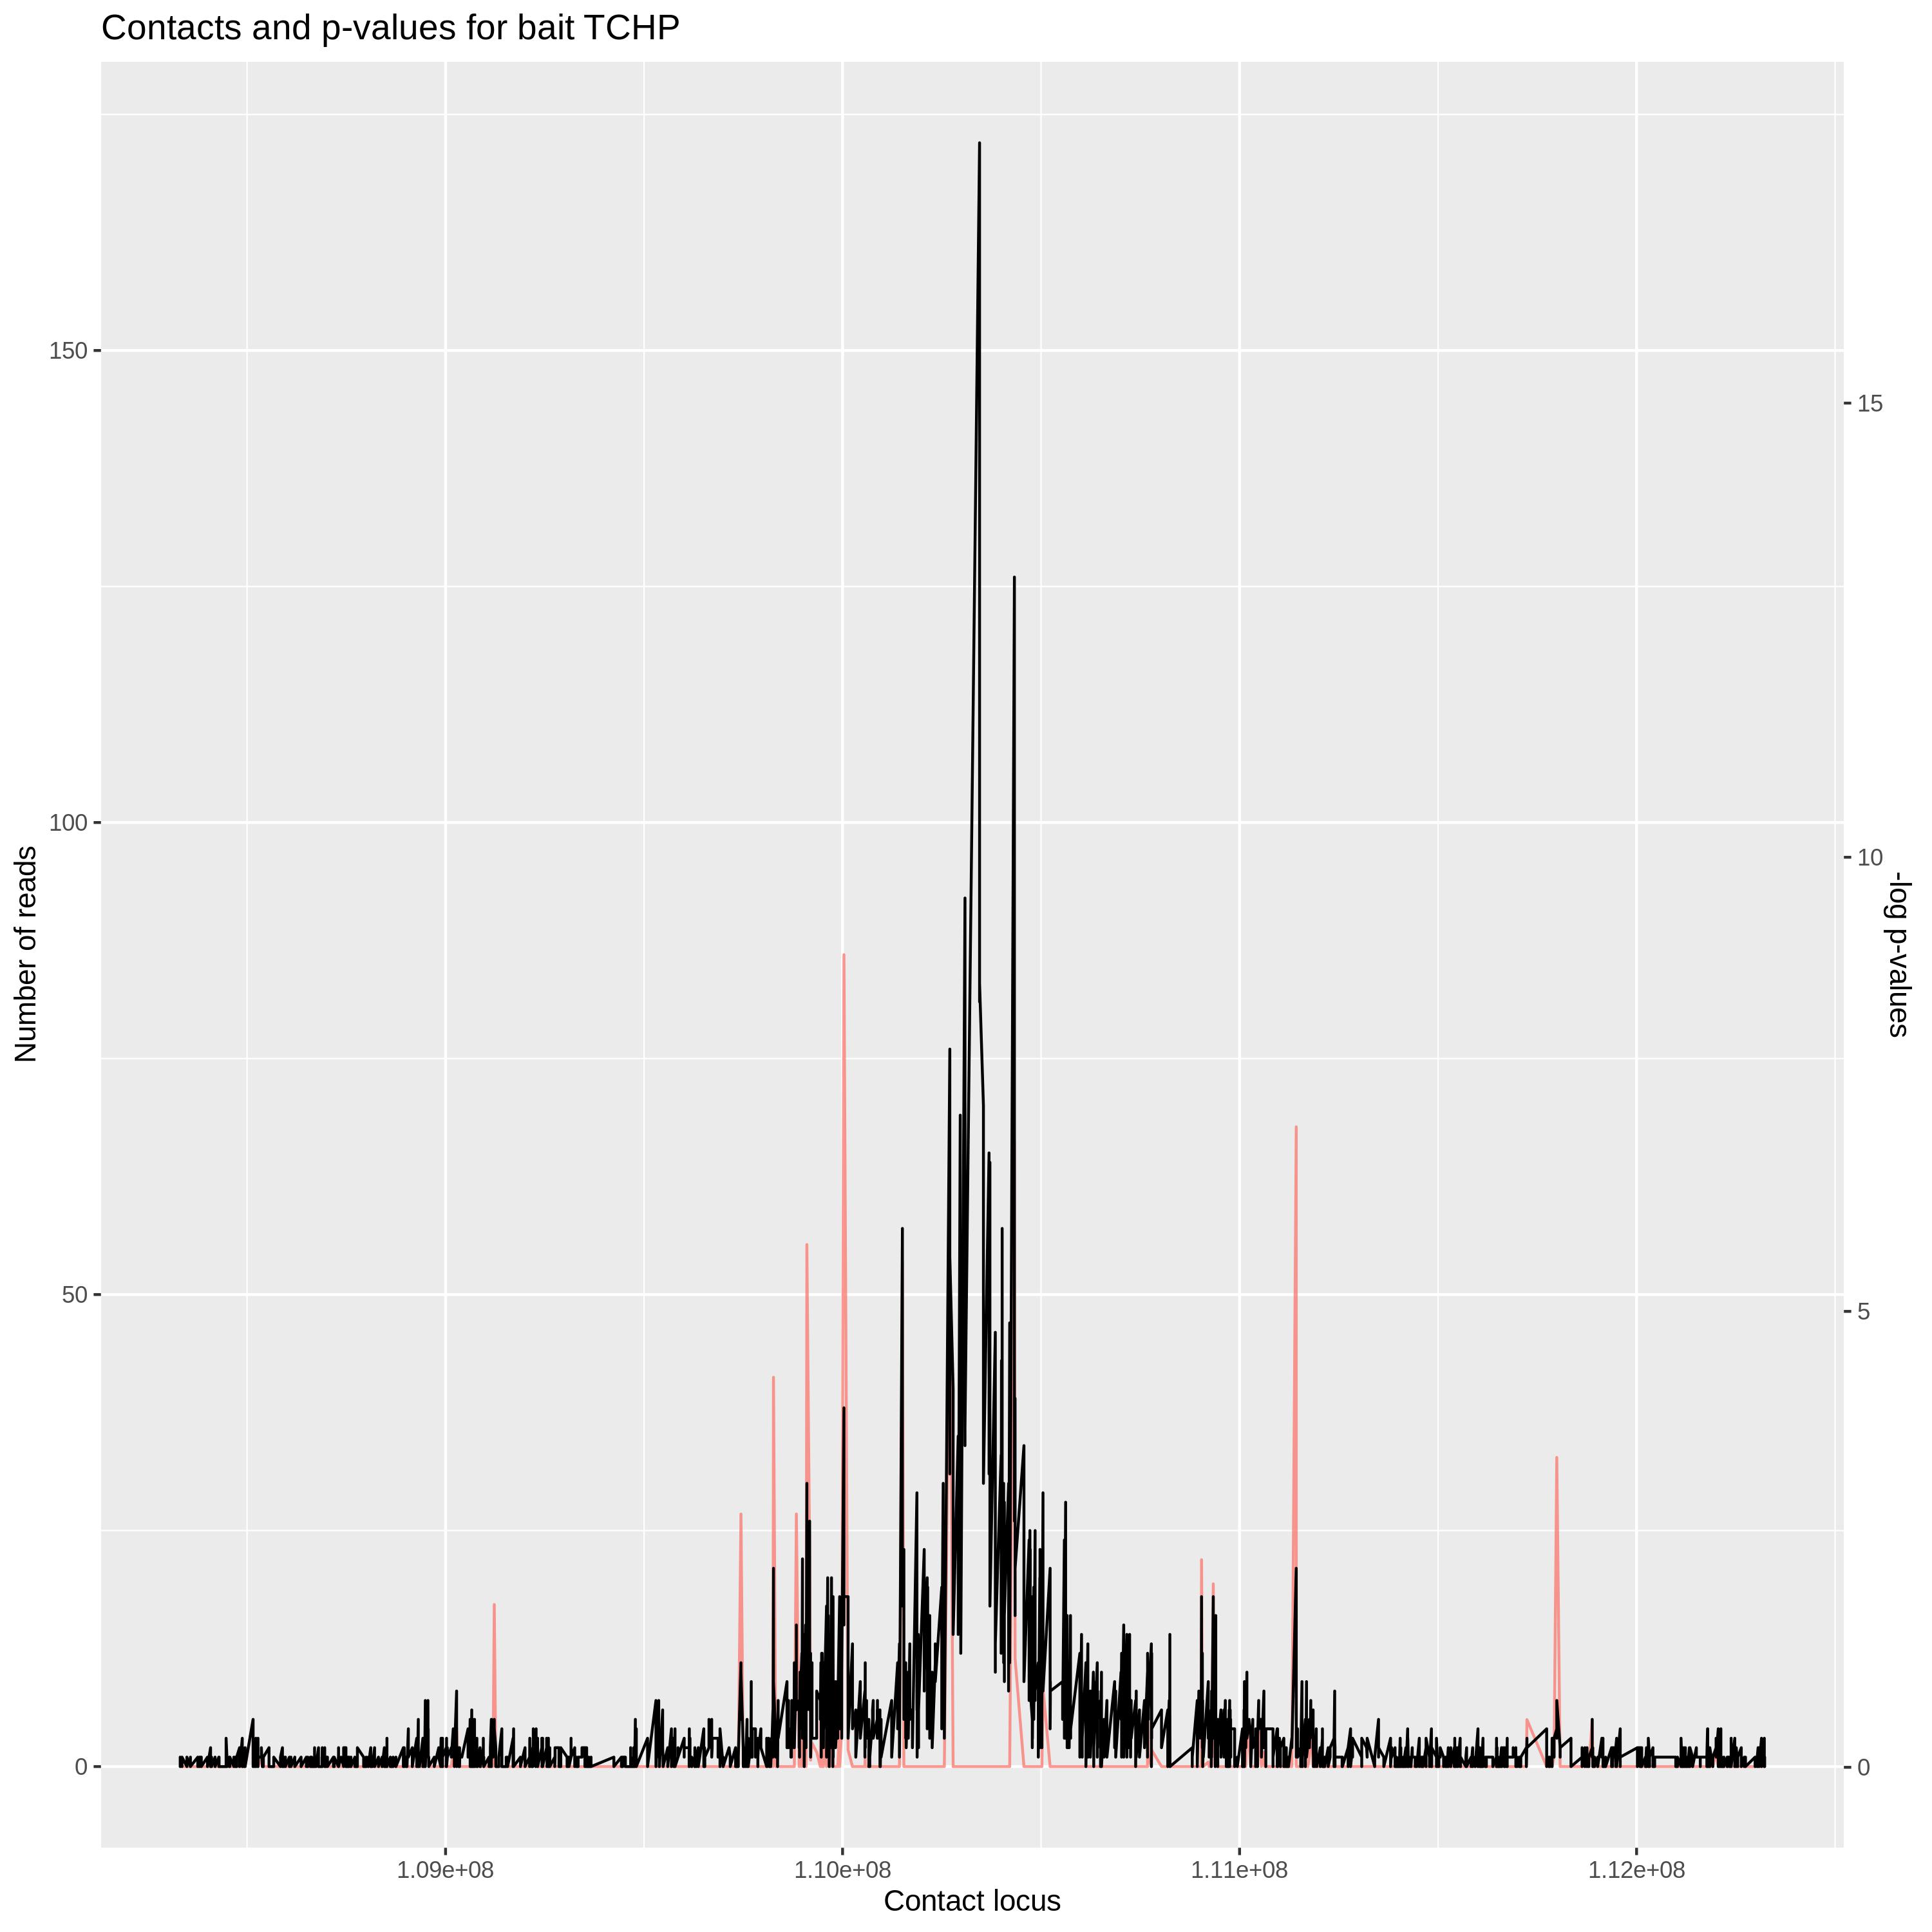 Contacts and p-values for bait TCHP
150
100
50
0
Number of reads
15
10
5
0
-log p-values
1.09e+08
1.10e+08
1.11e+08
1.12e+08
Contact locus